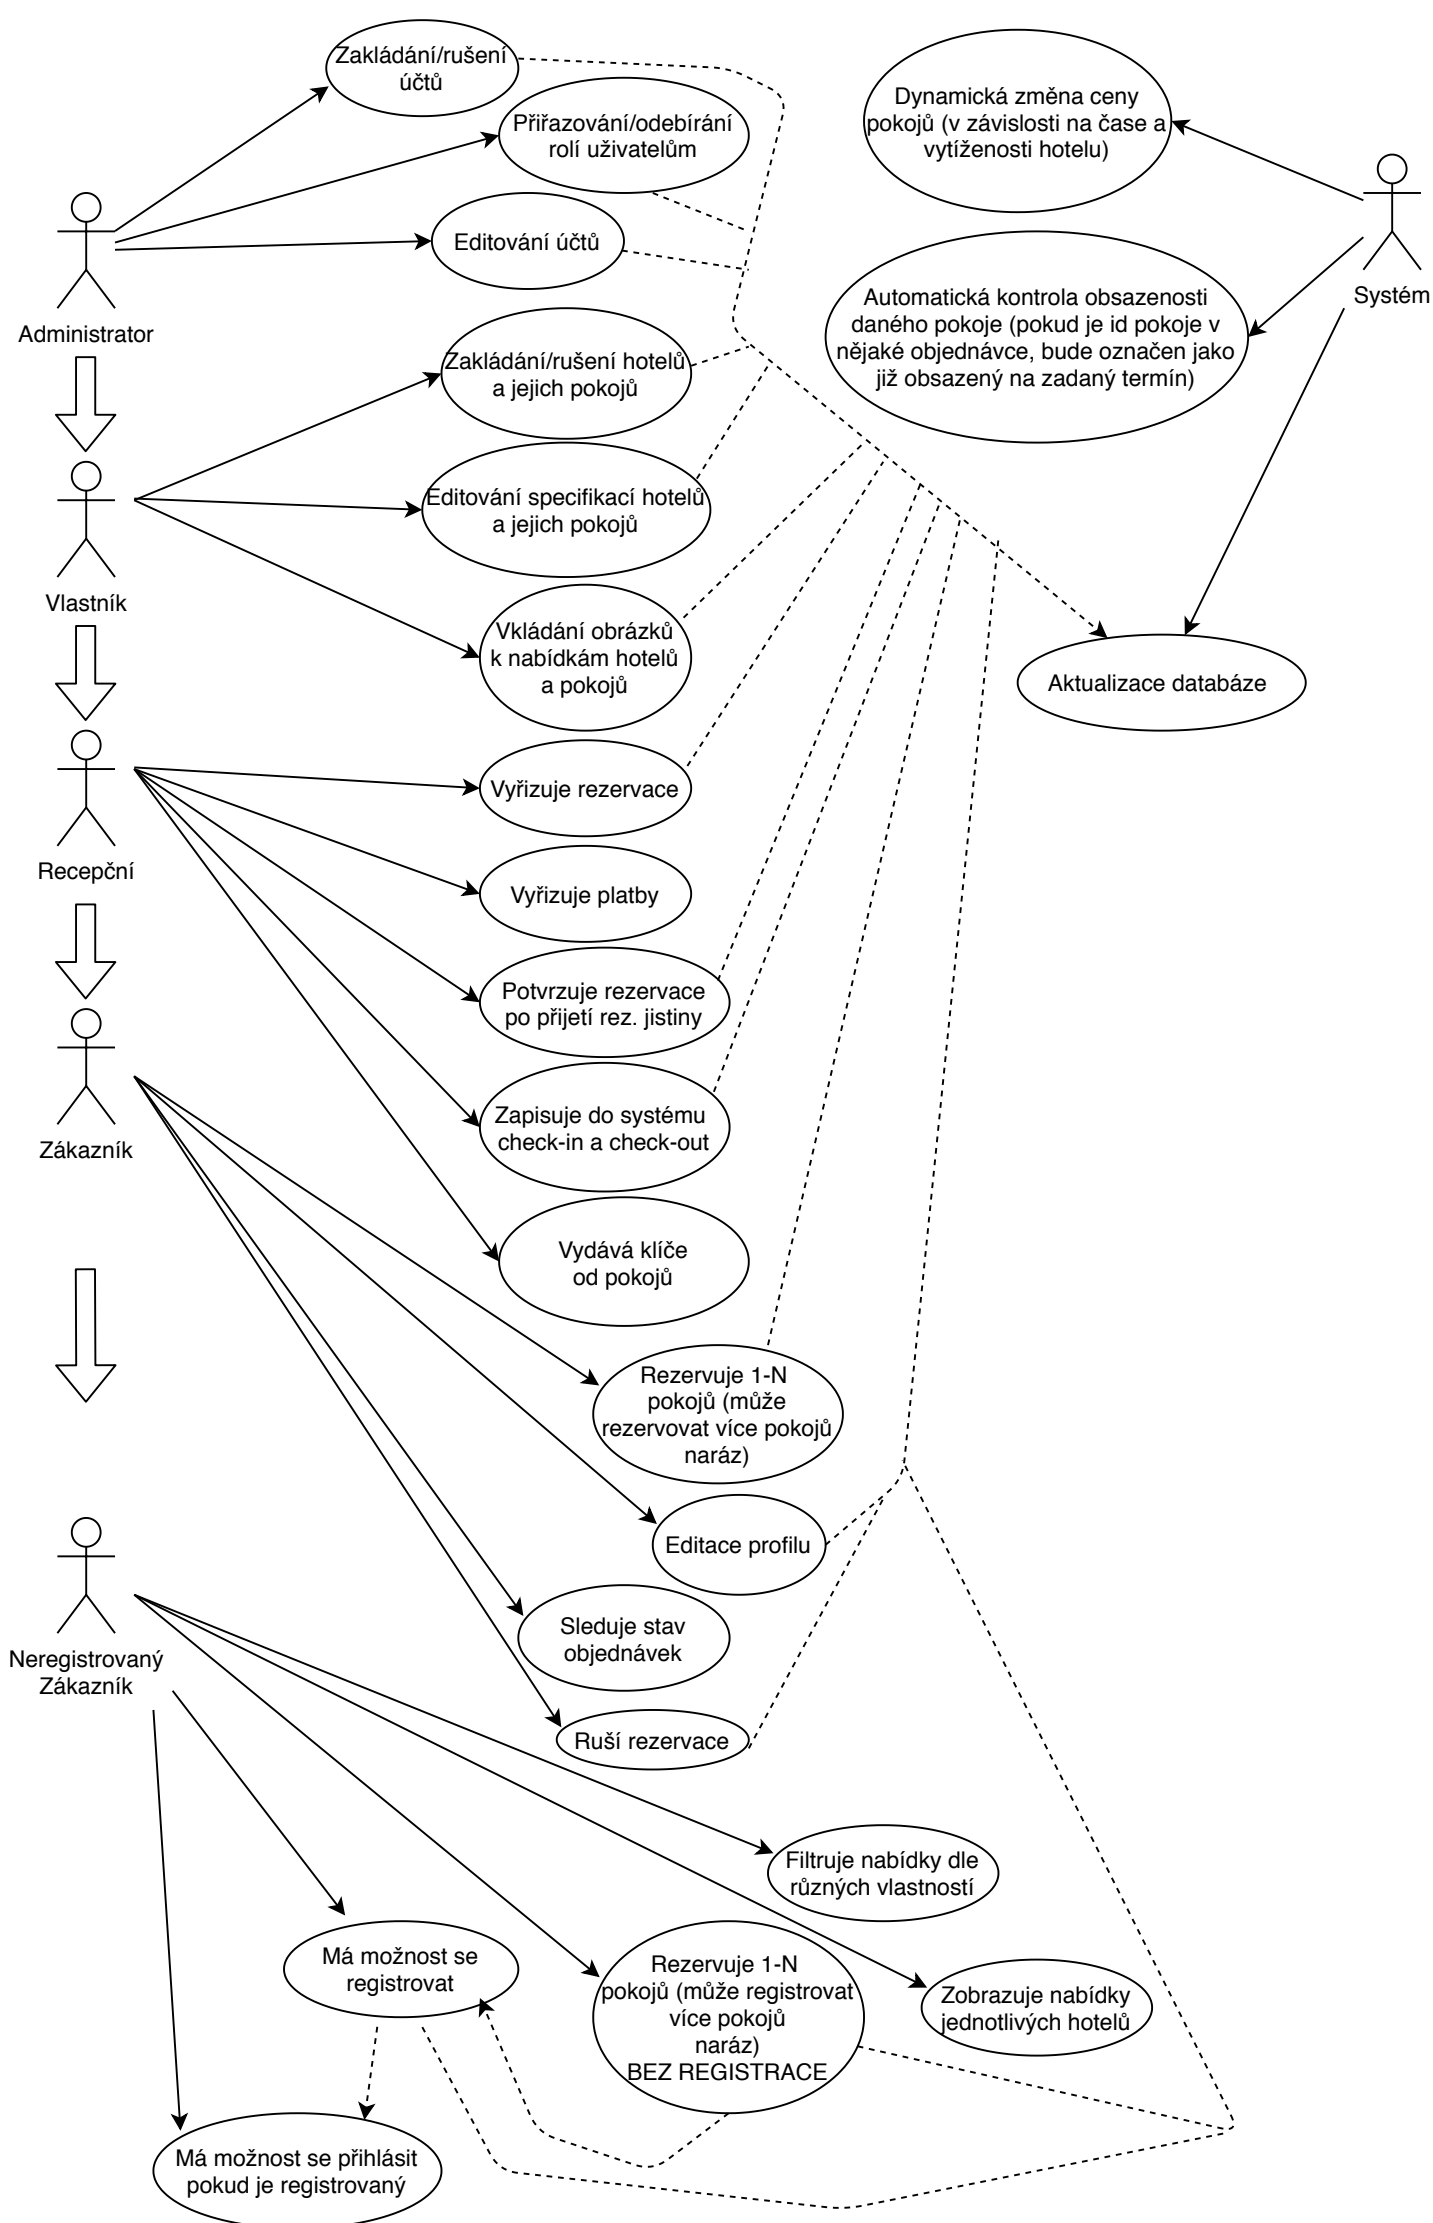 Zakládání/rušení
účtů
Přiřazování/odebírání
rolí uživatelům
Editování účtů
Administrator
Dynamická změna ceny
pokojů (v závislosti na čase a
vytíženosti hotelu)
Systém
Automatická kontrola obsazenosti
daného pokoje (pokud je id pokoje v
nějaké objednávce, bude označen jako
již obsazený na zadaný termín)
Zakládání/rušení hotelů
a jejich pokojů
Editování specifikací hotelů
a jejich pokojů
Vlastník
Vkládání obrázků
k nabídkám hotelů
a pokojů
Aktualizace databáze
Vyřizuje rezervace
Recepční
Vyřizuje platby
Potvrzuje rezervace
po přijetí rez. jistiny
Zapisuje do systému
check-in a check-out
Zákazník
Vydává klíče
od pokojů
Rezervuje 1-N
pokojů (může
rezervovat více pokojů
naráz)
Editace profilu
Sleduje stav
objednávek
Neregistrovaný
Zákazník
Ruší rezervace
Filtruje nabídky dle
různých vlastností
Má možnost se
registrovat
Rezervuje 1-N
pokojů (může registrovat
více pokojů
naráz)
BEZ REGISTRACE
Zobrazuje nabídky
jednotlivých hotelů
Má možnost se přihlásit
pokud je registrovaný